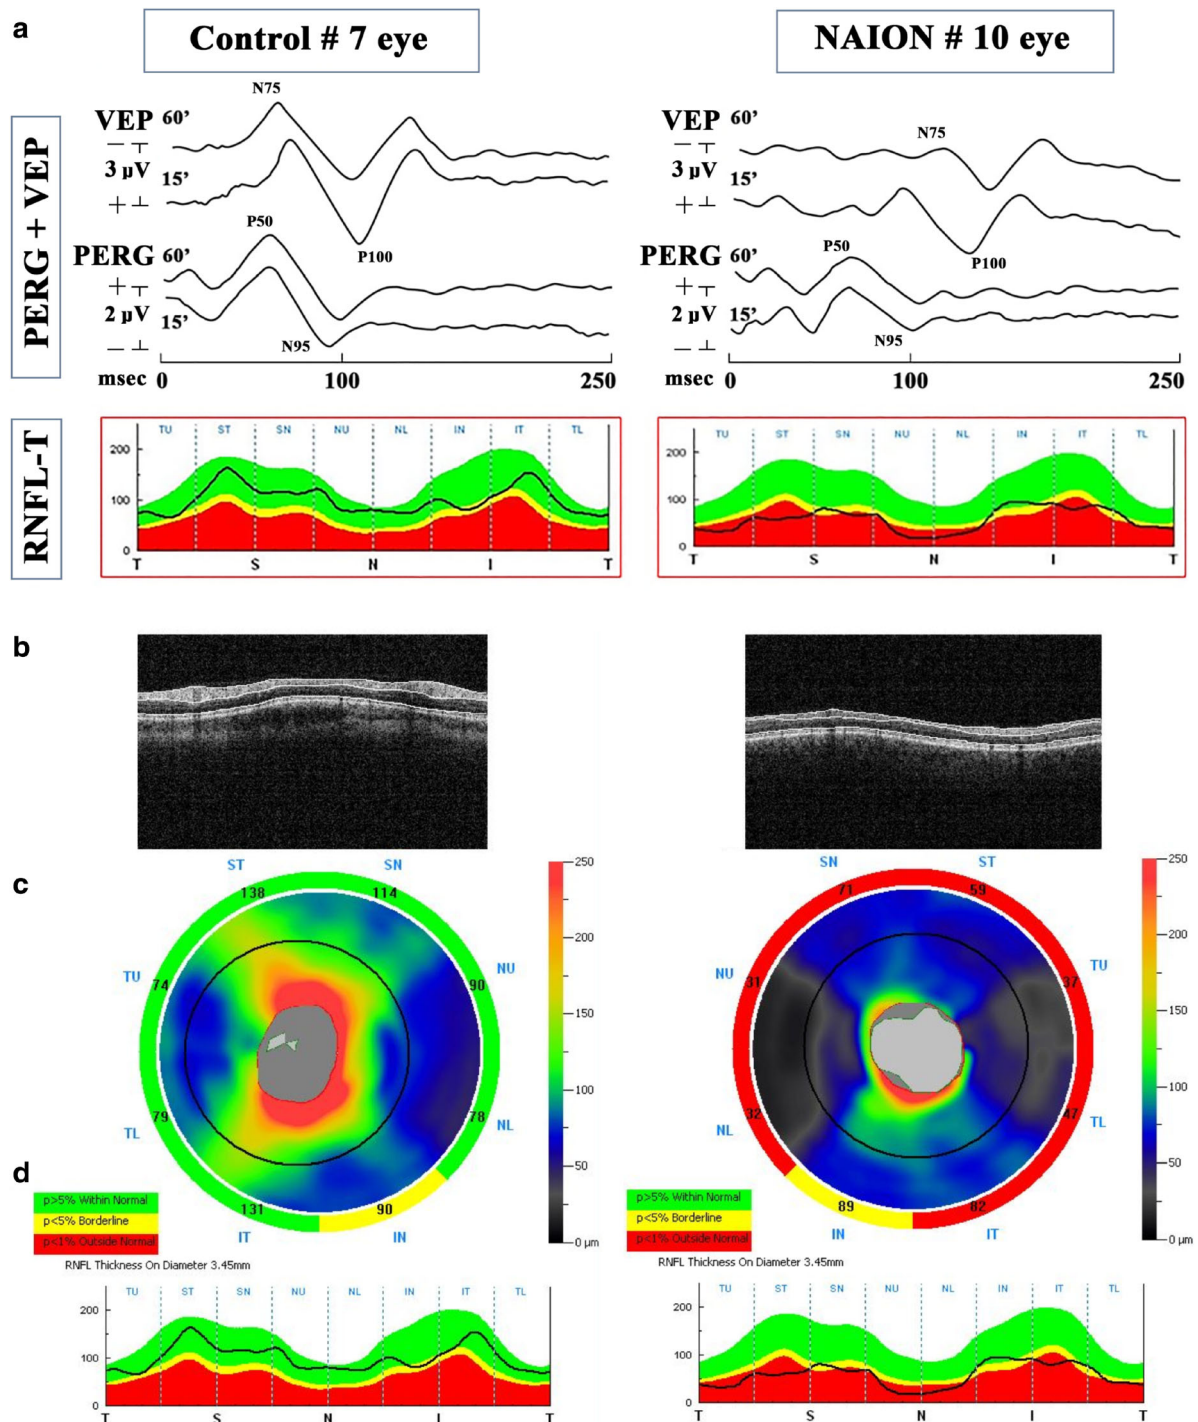 a
Control # 7 eye
NAION # 10 eye
PERG + VEP
VEP 60’
3 µV
15’
N75
P100
PERG 60’
2 µV
15’
P50
N95
msec 0 100 250
VEP 60’
3 µV
15’
N75
P100
PERG 60’
2 µV
15’
P50
N95
0 100 250
RNFL-T
TU ST SN NU NL IN IT TL
200
100
0
T S N I T
TU ST SN NU NL IN IT TL
200
100
0
T S N I T
b
c
ST SN
138 114
TU NU
74 90
TL NL
79 78
131 90
IT IN
250
200
150
100
50
0 µm
SN ST
71 59
NU TU
31 37
NL TL
32 47
89 82
IN IT
250
200
150
100
50
0 µm
d
p>5% Within Normal
p<5% Borderline
p<1% Outside Normal
RNFL Thickness On Diameter 3.45mm
TU ST SN NU NL IN IT TL
200
100
0
T S N I T
p>5% Within Normal
p<5% Borderline
p<1% Outside Normal
RNFL Thickness On Diameter 3.45mm
TU ST SN NU NL IN IT TL
200
100
0
T S N I T